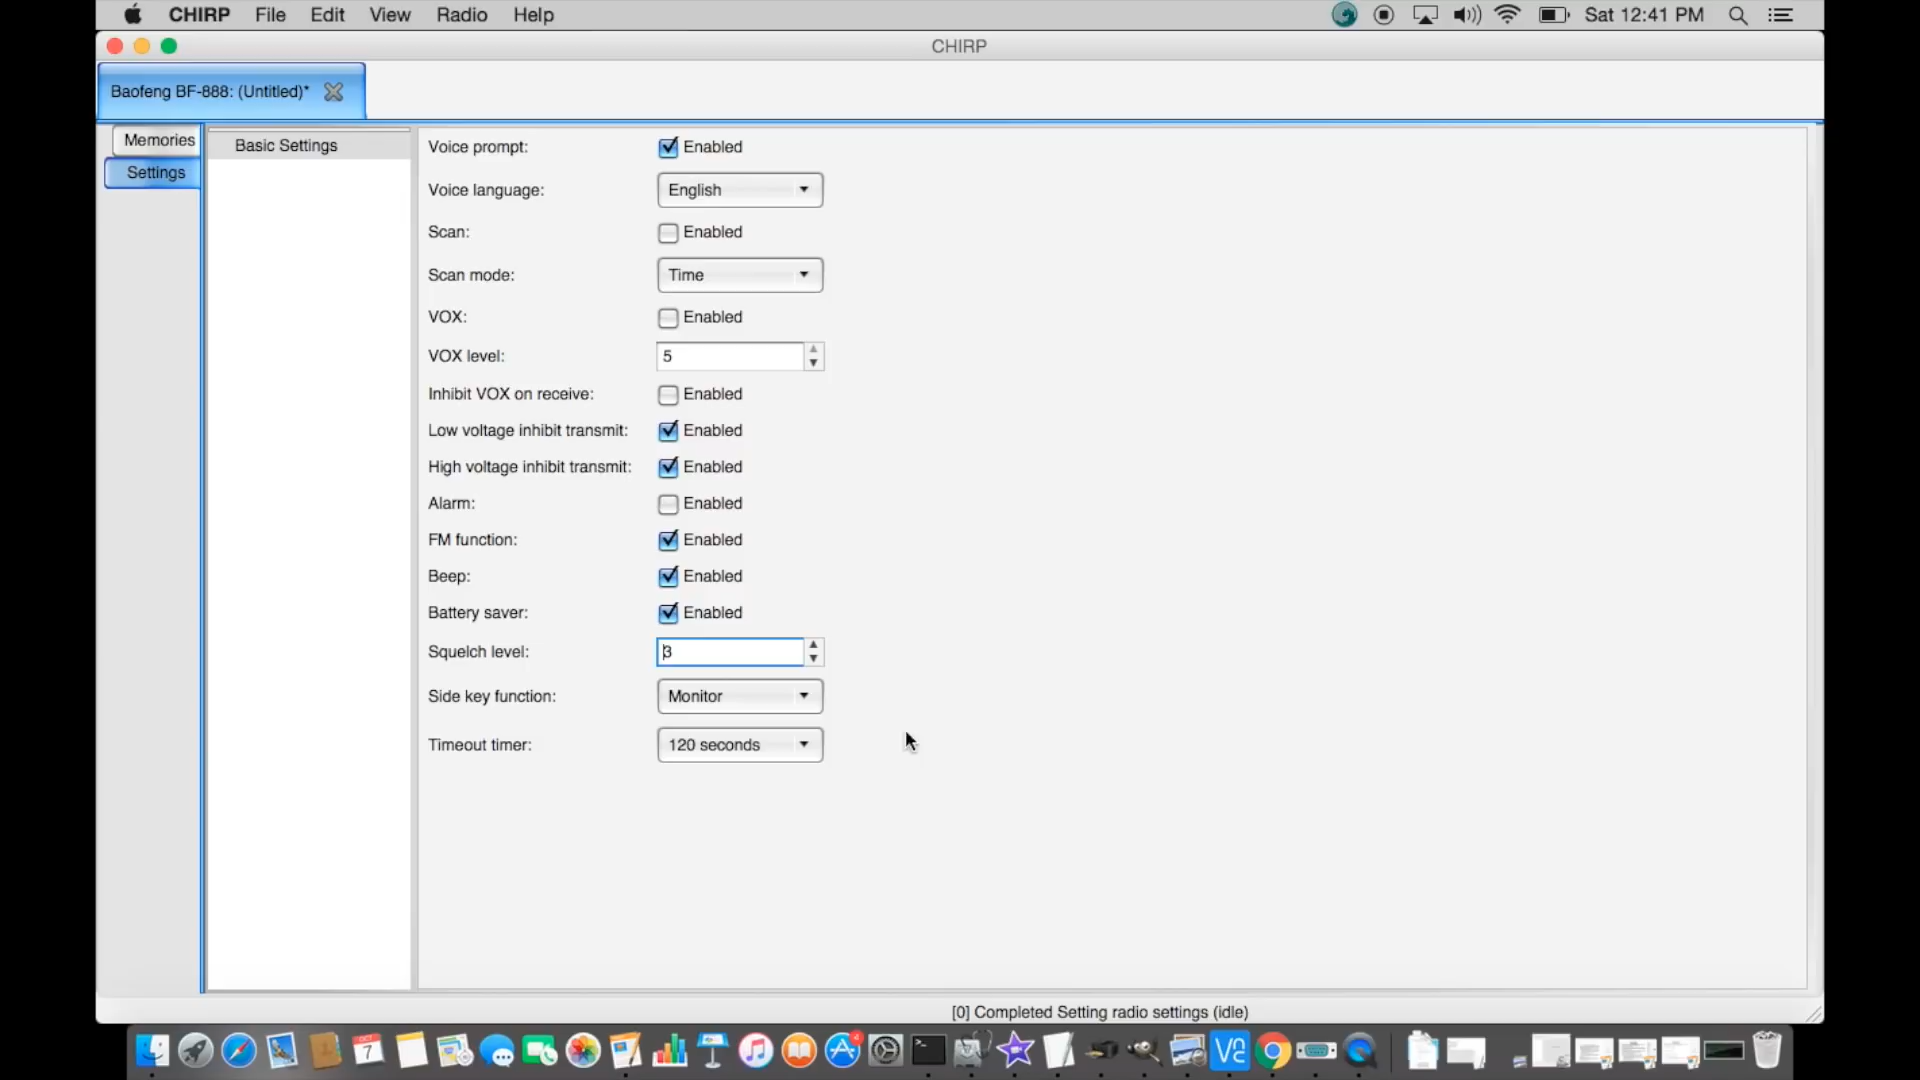 CHIRP File Edit View Radio Help Sat 12:41 PM
CHIRP
Baofeng BF-888: (Untitled)*
Memories
Settings
Basic Settings
Voice prompt: Enabled
Voice language: English
Scan: Enabled
Scan mode: Time
VOX: Enabled
VOX level: 5
Inhibit VOX on receive: Enabled
Low voltage inhibit transmit: Enabled
High voltage inhibit transmit: Enabled
Alarm: Enabled
FM function: Enabled
Beep: Enabled
Battery saver: Enabled
Squelch level: 3
Side key function: Monitor
Timeout timer: 120 seconds
[0] Completed Setting radio settings (idle)
OCT
7
4